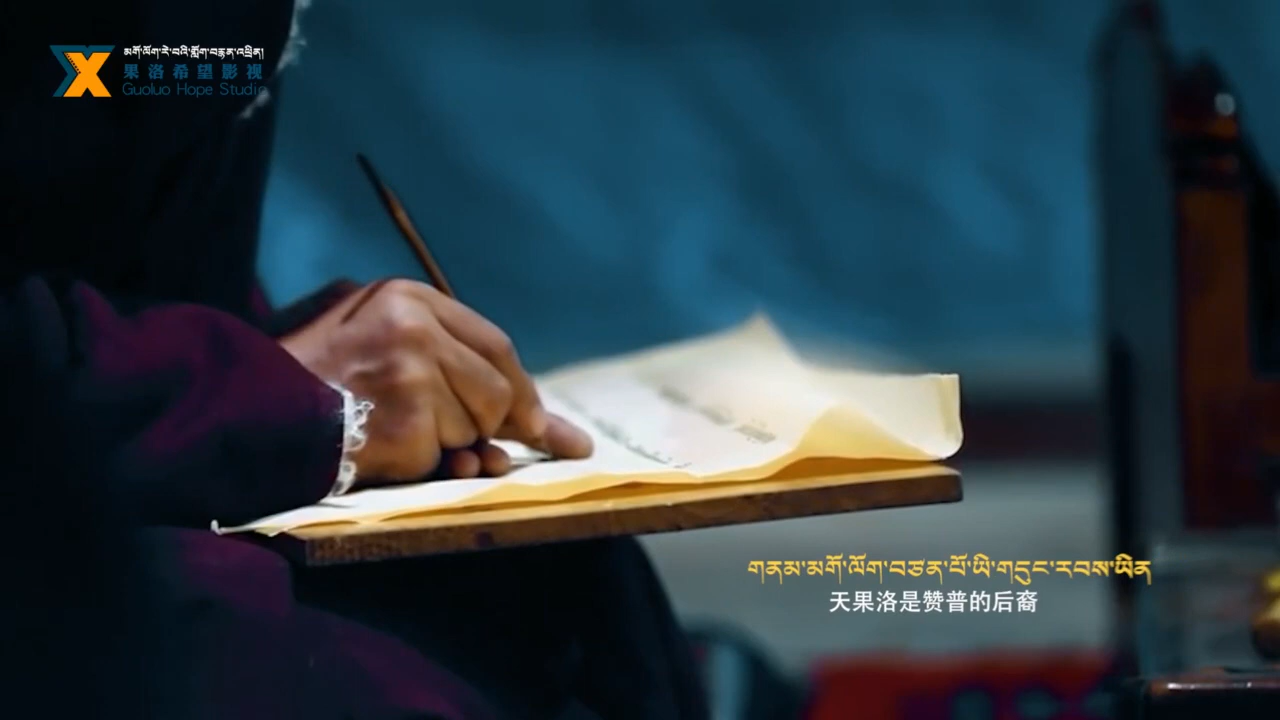 མགོ་ལོག་རེ་བའི་གློག་བརྙན་འཕྲིན།
果洛希望影视
Guoluo Hope Studio
གནམ་མགོ་ལོག་བཙན་པོ་ཡི་གདུང་རབས་ཡིན
天果洛是赞普的后裔